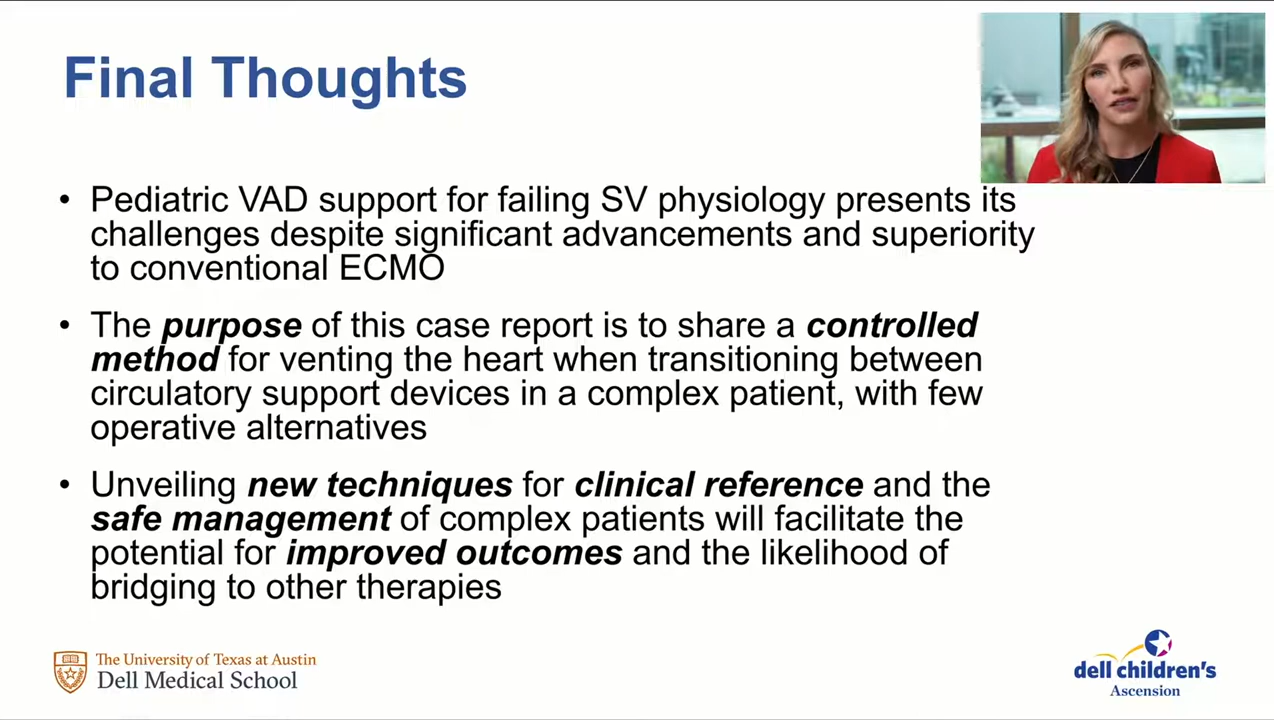 Final Thoughts
• Pediatric VAD support for failing SV physiology presents its
challenges despite significant advancements and superiority
to conventional ECMO
• The purpose of this case report is to share a controlled
method for venting the heart when transitioning between
circulatory support devices in a complex patient, with few
operative alternatives
• Unveiling new techniques for clinical reference and the
safe management of complex patients will facilitate the
potential for improved outcomes and the likelihood of
bridging to other therapies
The University of Texas at Austin
Dell Medical School
dell children's
Ascension